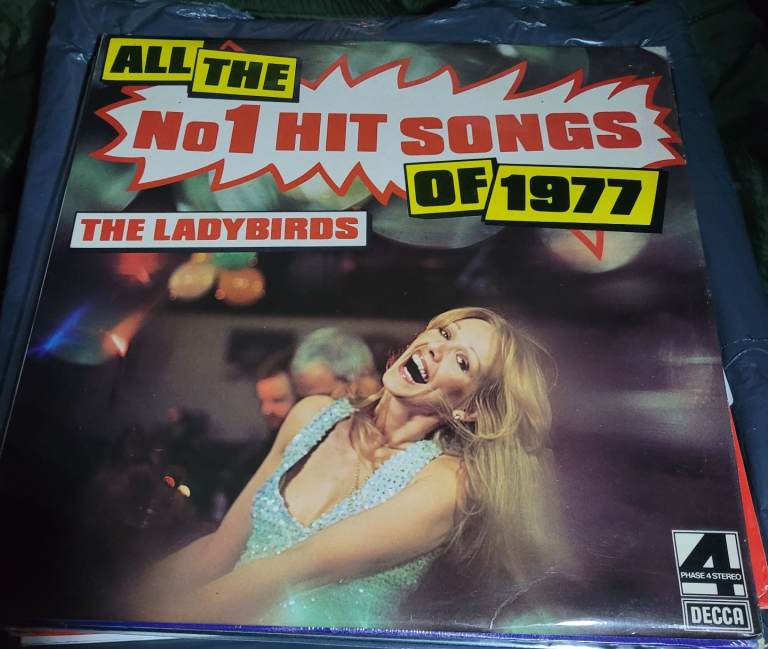 ALL THE
No1 HIT SONGS
OF 1977
THE LADYBIRDS
4
PHASE 4 STEREO
DECCA